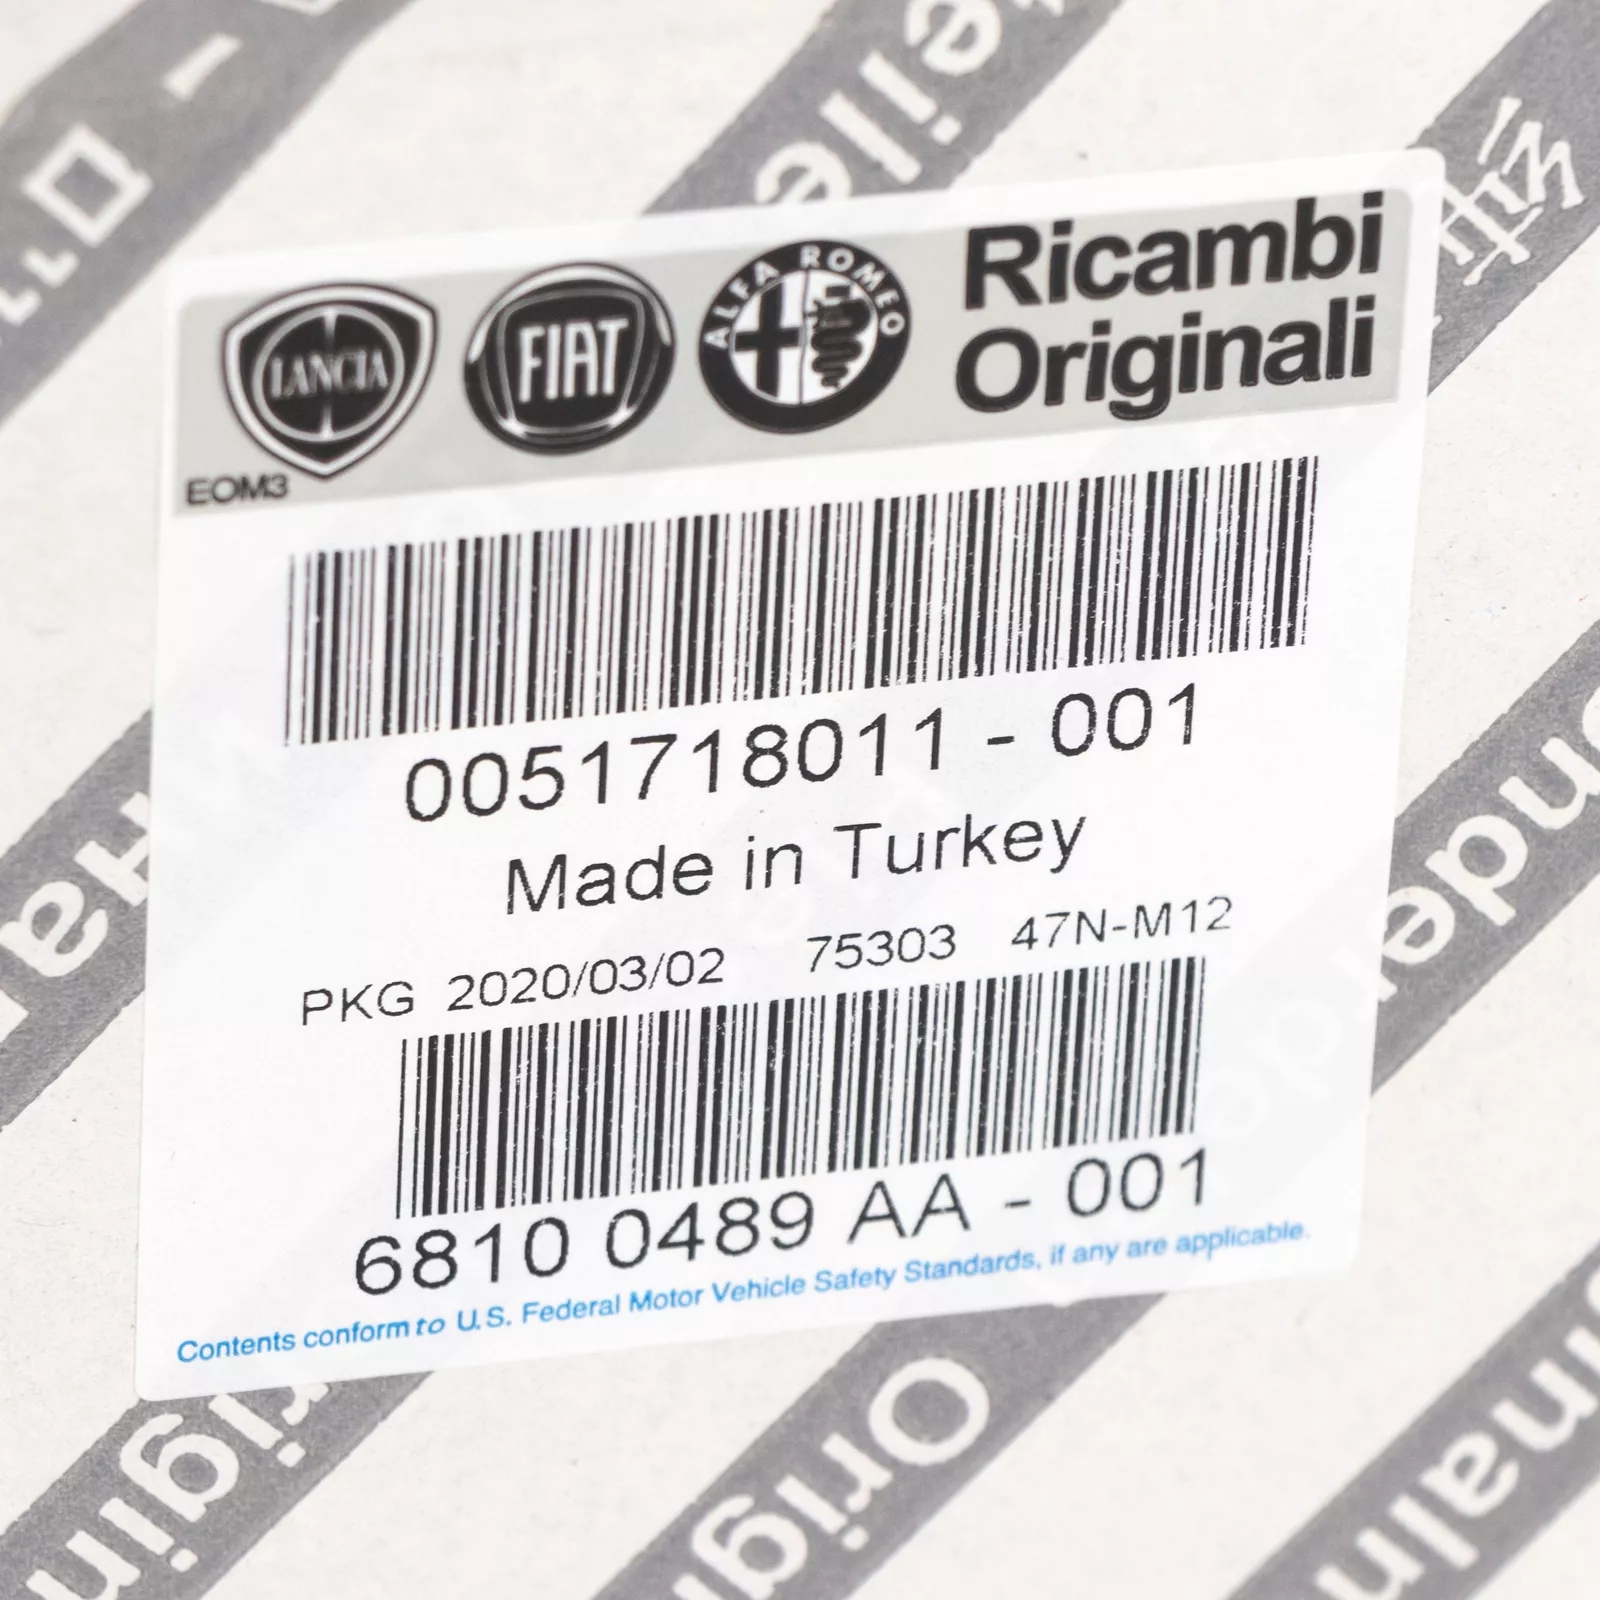 LANCIA
FIAT
ALFA ROMEO
Ricambi
Originali
EOM3
0051718011 - 001
Made in Turkey
PKG 2020/03/02 75303 47N-M12
6810 0489 AA - 001
Contents conform to U.S. Federal Motor Vehicle Safety Standards, if any are applicable.
Orig